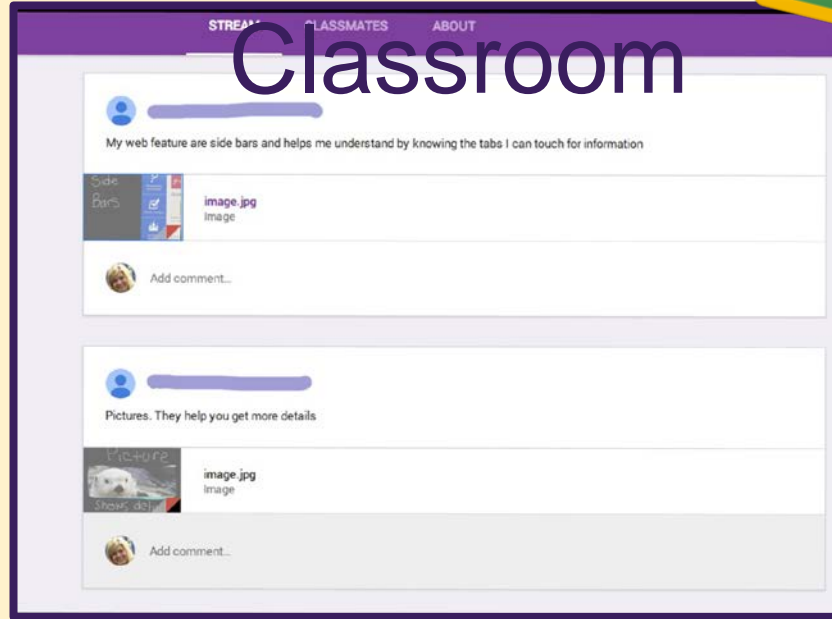 STREAM CLASSMATES ABOUT
Classroom
My web feature are side bars and helps me understand by knowing the tabs I can touch for information
Side
Bars
image.jpg
Image
Add comment...
Pictures. They help you get more details
Picture
image.jpg
Image
Shows
Add comment...